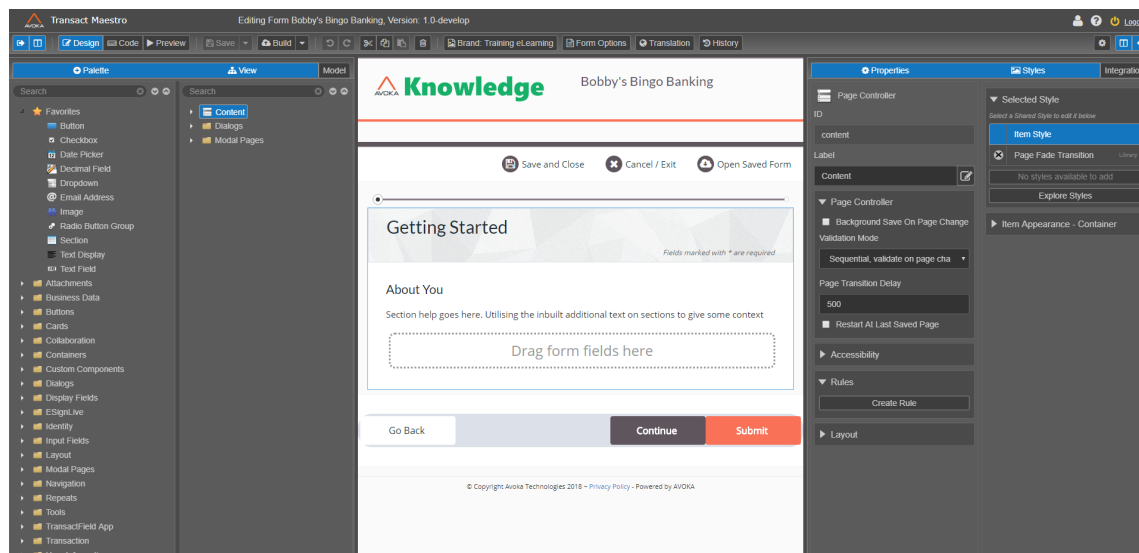 AVOKA Transact Maestro Editing Form Bobby's Bingo Banking, Version: 1.0-develop
Design Code Preview Save Build Brand: Training eLearning Form Options Translation History
Palette View Model
Search Search
Favorites
Button
Checkbox
Date Picker
Decimal Field
Dropdown
Email Address
Image
Radio Button Group
Section
Text Display
Text Field
Attachments
Business Data
Buttons
Cards
Collaboration
Containers
Custom Components
Dialogs
Display Fields
ESignLive
Identity
Input Fields
Layout
Modal Pages
Navigation
Repeats
Tools
TransactField App
Transaction
Content
Dialogs
Modal Pages
AVOKA Knowledge Bobby's Bingo Banking
Save and Close Cancel / Exit Open Saved Form
Getting Started
Fields marked with * are required
About You
Section help goes here. Utilising the inbuilt additional text on sections to give some context
Drag form fields here
Go Back Continue Submit
© Copyright Avoka Technologies 2018 ~ Privacy Policy - Powered by AVOKA
Properties Styles Integratio
Page Controller
ID
content
Label
Content
Page Controller
Background Save On Page Change
Validation Mode
Sequential, validate on page cha
Page Transition Delay
500
Restart At Last Saved Page
Accessibility
Rules
Create Rule
Layout
Selected Style
Select a Shared Style to edit it below
Item Style
Page Fade Transition Library
No styles available to add
Explore Styles
Item Appearance - Container